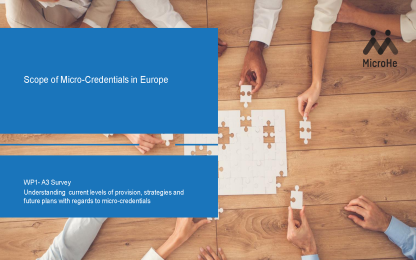 Scope of Micro-Credentials in Europe
MicroHe
WP1- A3 Survey
Understanding current levels of provision, strategies and
future plans with regards to micro-credentials